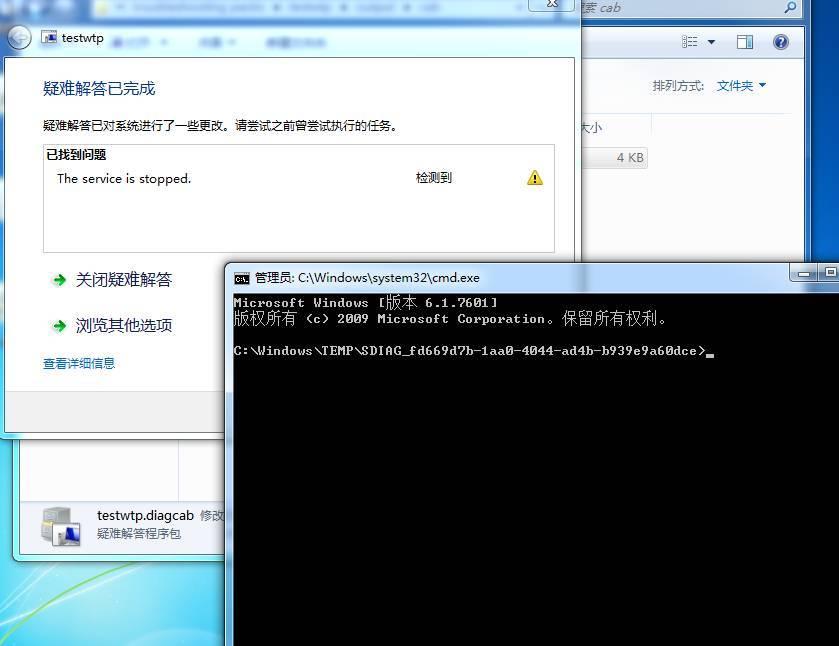 cab
testwtp
疑难解答已完成
排列方式: 文件夹
疑难解答已对系统进行了一些更改。请尝试之前曾尝试执行的任务。
大小
已找到问题
4 KB
The service is stopped.
检测到
关闭疑难解答
管理员: C:\Windows\system32\cmd.exe
Microsoft Windows [版本 6.1.7601]
版权所有 (c) 2009 Microsoft Corporation。保留所有权利。
浏览其他选项
C:\Windows\TEMP\SDIAG_fd669d7b-1aa0-4044-ad4b-b939e9a60dce>
查看详细信息
testwtp.diagcab 修改
疑难解答程序包